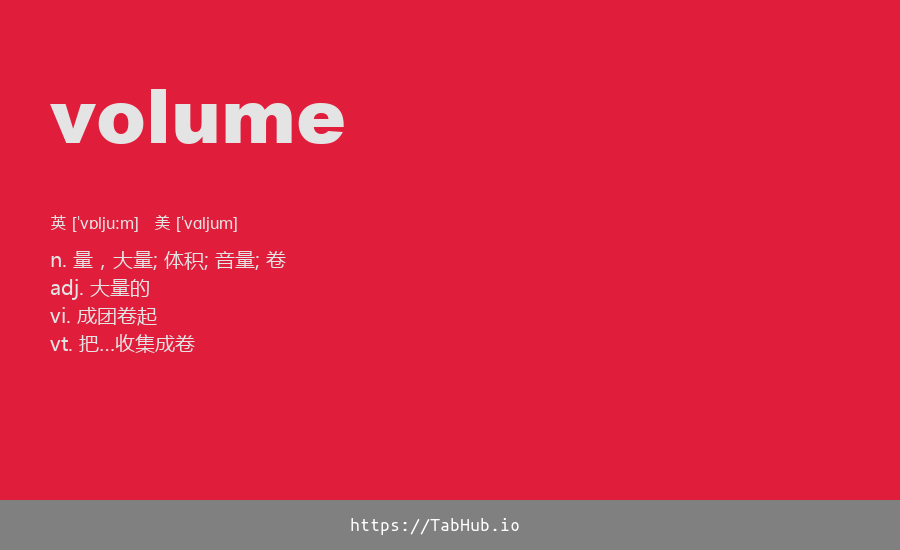 volume
英 [ˈvɒljuːm] 美 [ˈvɑljum]
n. 量，大量; 体积; 音量; 卷
adj. 大量的
vi. 成团卷起
vt. 把...收集成卷
https://TabHub.io